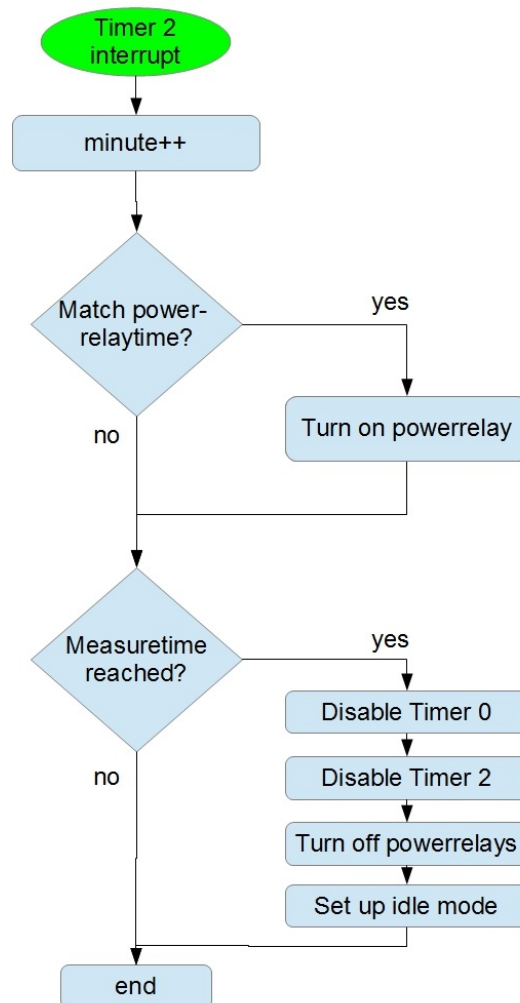 Timer 2
interrupt
minute++
Match power-
relaytime?
yes
Turn on powerrelay
no
Measuretime
reached?
yes
Disable Timer 0
Disable Timer 2
no
Turn off powerrelays
Set up idle mode
end